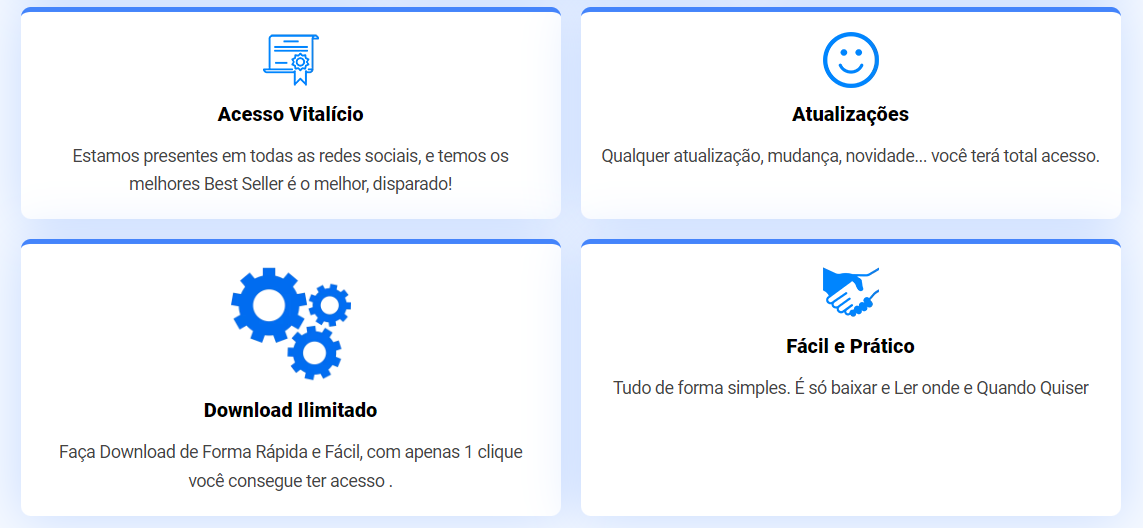 Acesso Vitalício
Estamos presentes em todas as redes sociais, e temos os
melhores Best Seller é o melhor, disparado!
Atualizações
Qualquer atualização, mudança, novidade... você terá total acesso.
Download Ilimitado
Faça Download de Forma Rápida e Fácil, com apenas 1 clique
você consegue ter acesso .
Fácil e Prático
Tudo de forma simples. É só baixar e Ler onde e Quando Quiser